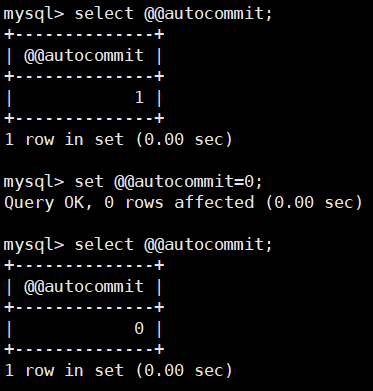 mysql> select @@autocommit;
+--------------+
| @@autocommit |
+--------------+
|            1 |
+--------------+
1 row in set (0.00 sec)

mysql> set @@autocommit=0;
Query OK, 0 rows affected (0.00 sec)

mysql> select @@autocommit;
+--------------+
| @@autocommit |
+--------------+
|            0 |
+--------------+
1 row in set (0.00 sec)